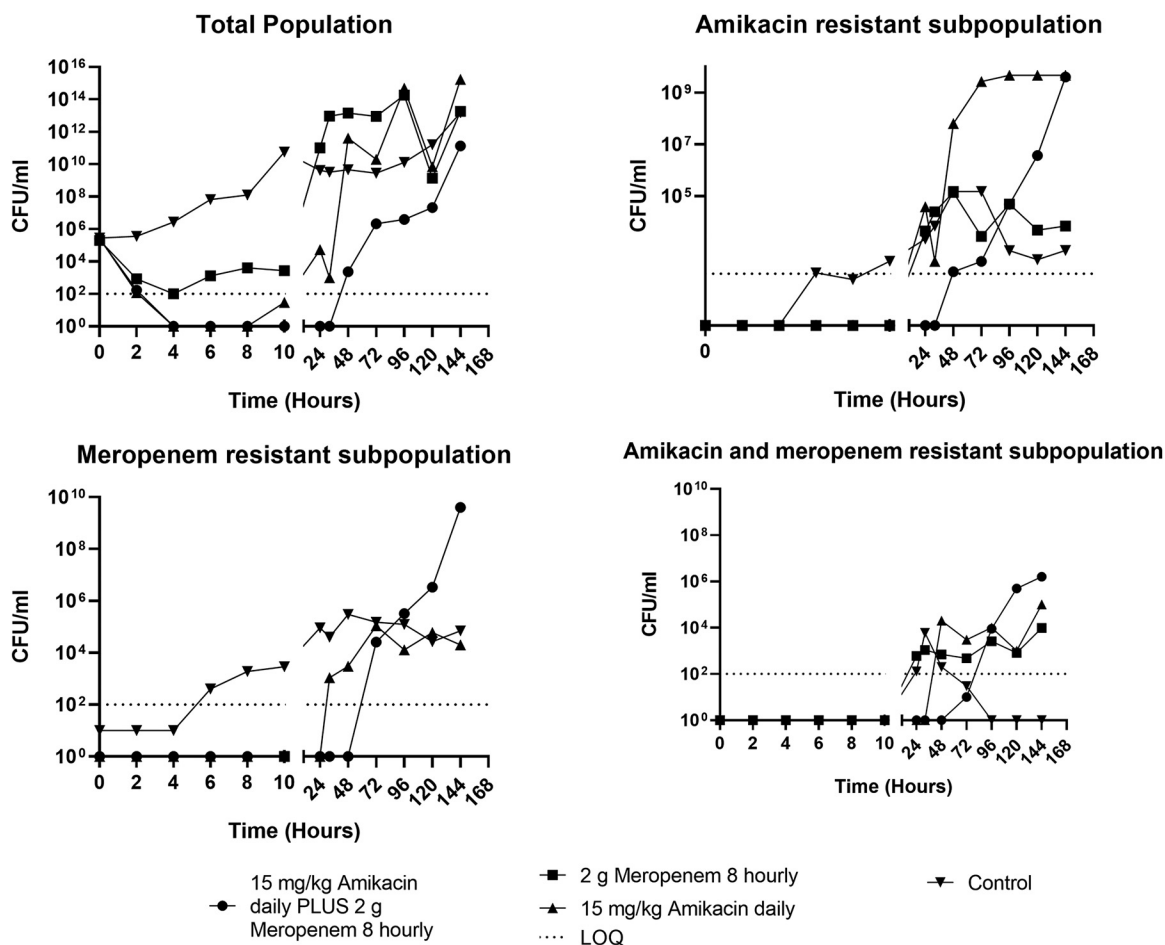 Total Population
CFU/ml
10^16
10^14
10^12
10^10
10^8
10^6
10^4
10^2
10^0
0 2 4 6 8 10 24 48 72 96 120 144 168
Time (Hours)
Amikacin resistant subpopulation
CFU/ml
10^9
10^7
10^5
0 24 48 72 96 120 144 168
Time (Hours)
Meropenem resistant subpopulation
CFU/ml
10^10
10^8
10^6
10^4
10^2
10^0
0 2 4 6 8 10 24 48 72 96 120 144 168
Time (Hours)
Amikacin and meropenem resistant subpopulation
CFU/ml
10^10
10^8
10^6
10^4
10^2
10^0
0 2 4 6 8 10 24 48 72 96 120 144 168
Time (Hours)
15 mg/kg Amikacin
daily PLUS 2 g
Meropenem 8 hourly
2 g Meropenem 8 hourly
15 mg/kg Amikacin daily
LOQ
Control